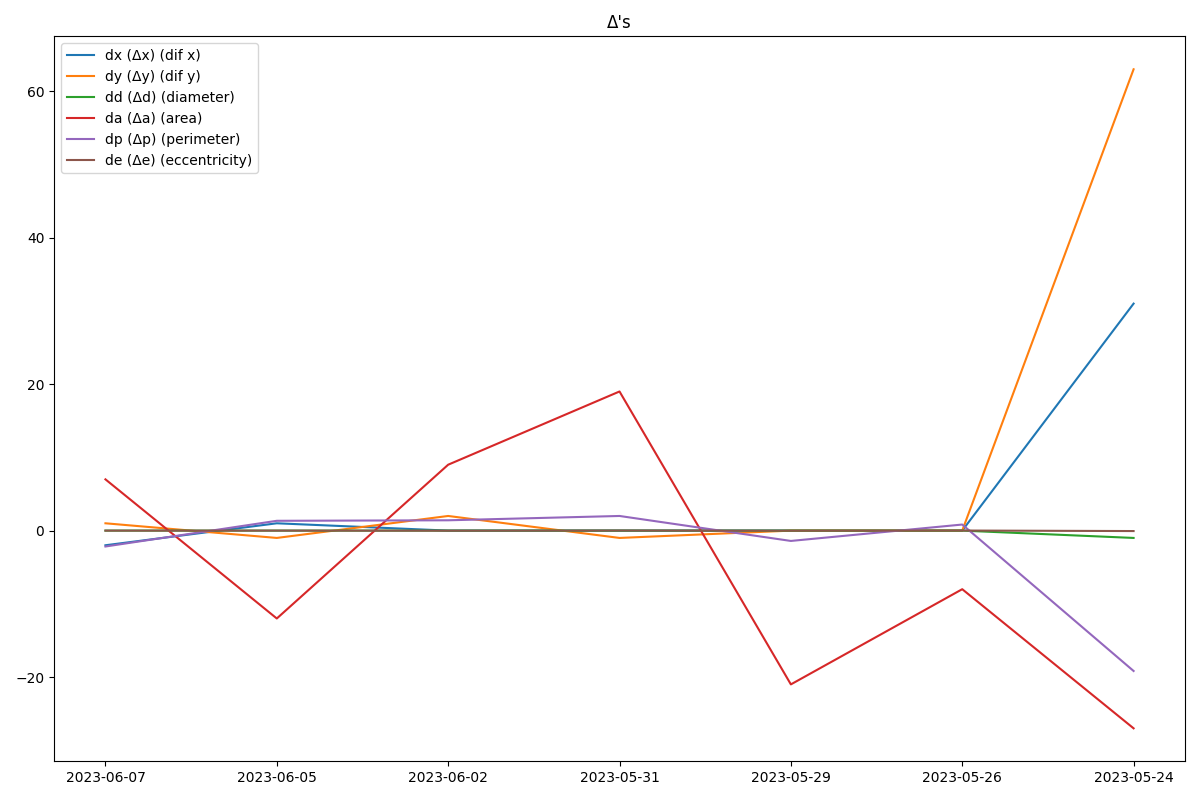 Δ's
dx (Δx) (dif x)
dy (Δy) (dif y)
dd (Δd) (diameter)
da (Δa) (area)
dp (Δp) (perimeter)
de (Δe) (eccentricity)
60
40
20
0
−20
2023-06-07 2023-06-05 2023-06-02 2023-05-31 2023-05-29 2023-05-26 2023-05-24